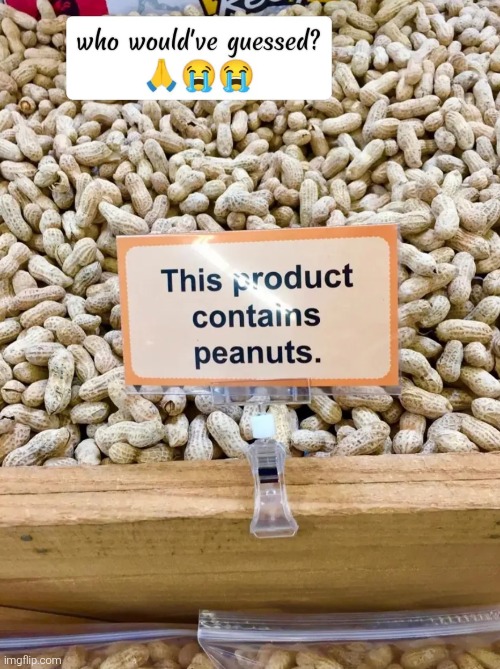 who would've guessed?
🙏😭😭
This product
contains
peanuts.
imgflip.com